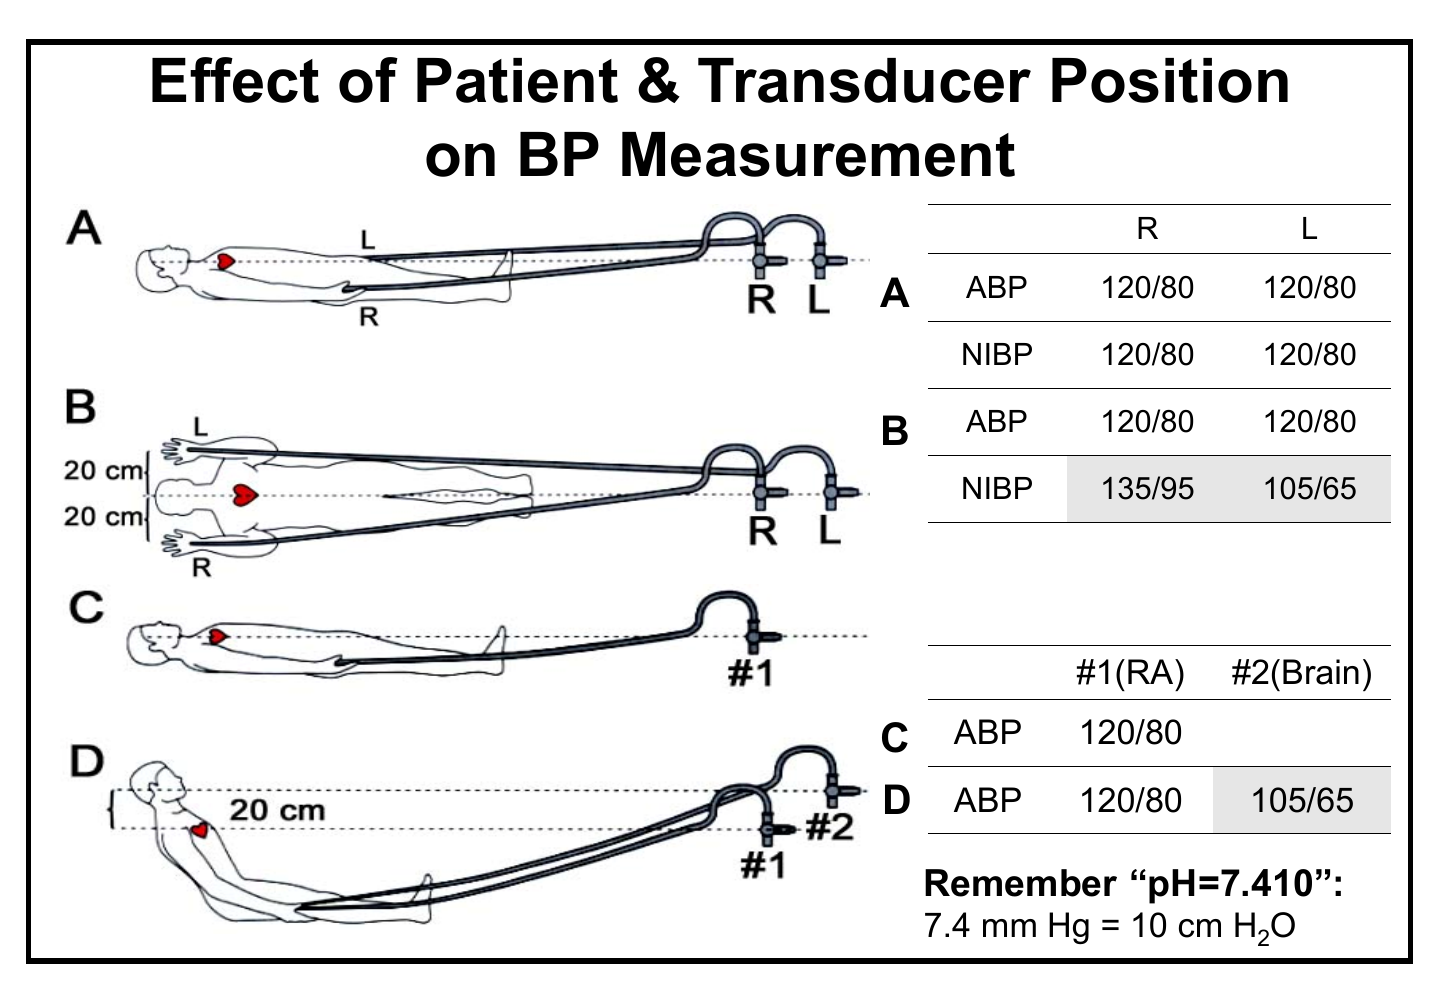 Effect of Patient & Transducer Position
on BP Measurement
A
L
R
R L
B
L
20 cm
20 cm
R
R L
C
#1
D
20 cm
#2
#1
R L
A
ABP 120/80 120/80
NIBP 120/80 120/80
B
ABP 120/80 120/80
NIBP 135/95 105/65
#1(RA) #2(Brain)
C ABP 120/80
D ABP 120/80 105/65
Remember “pH=7.410”:
7.4 mm Hg = 10 cm H₂O